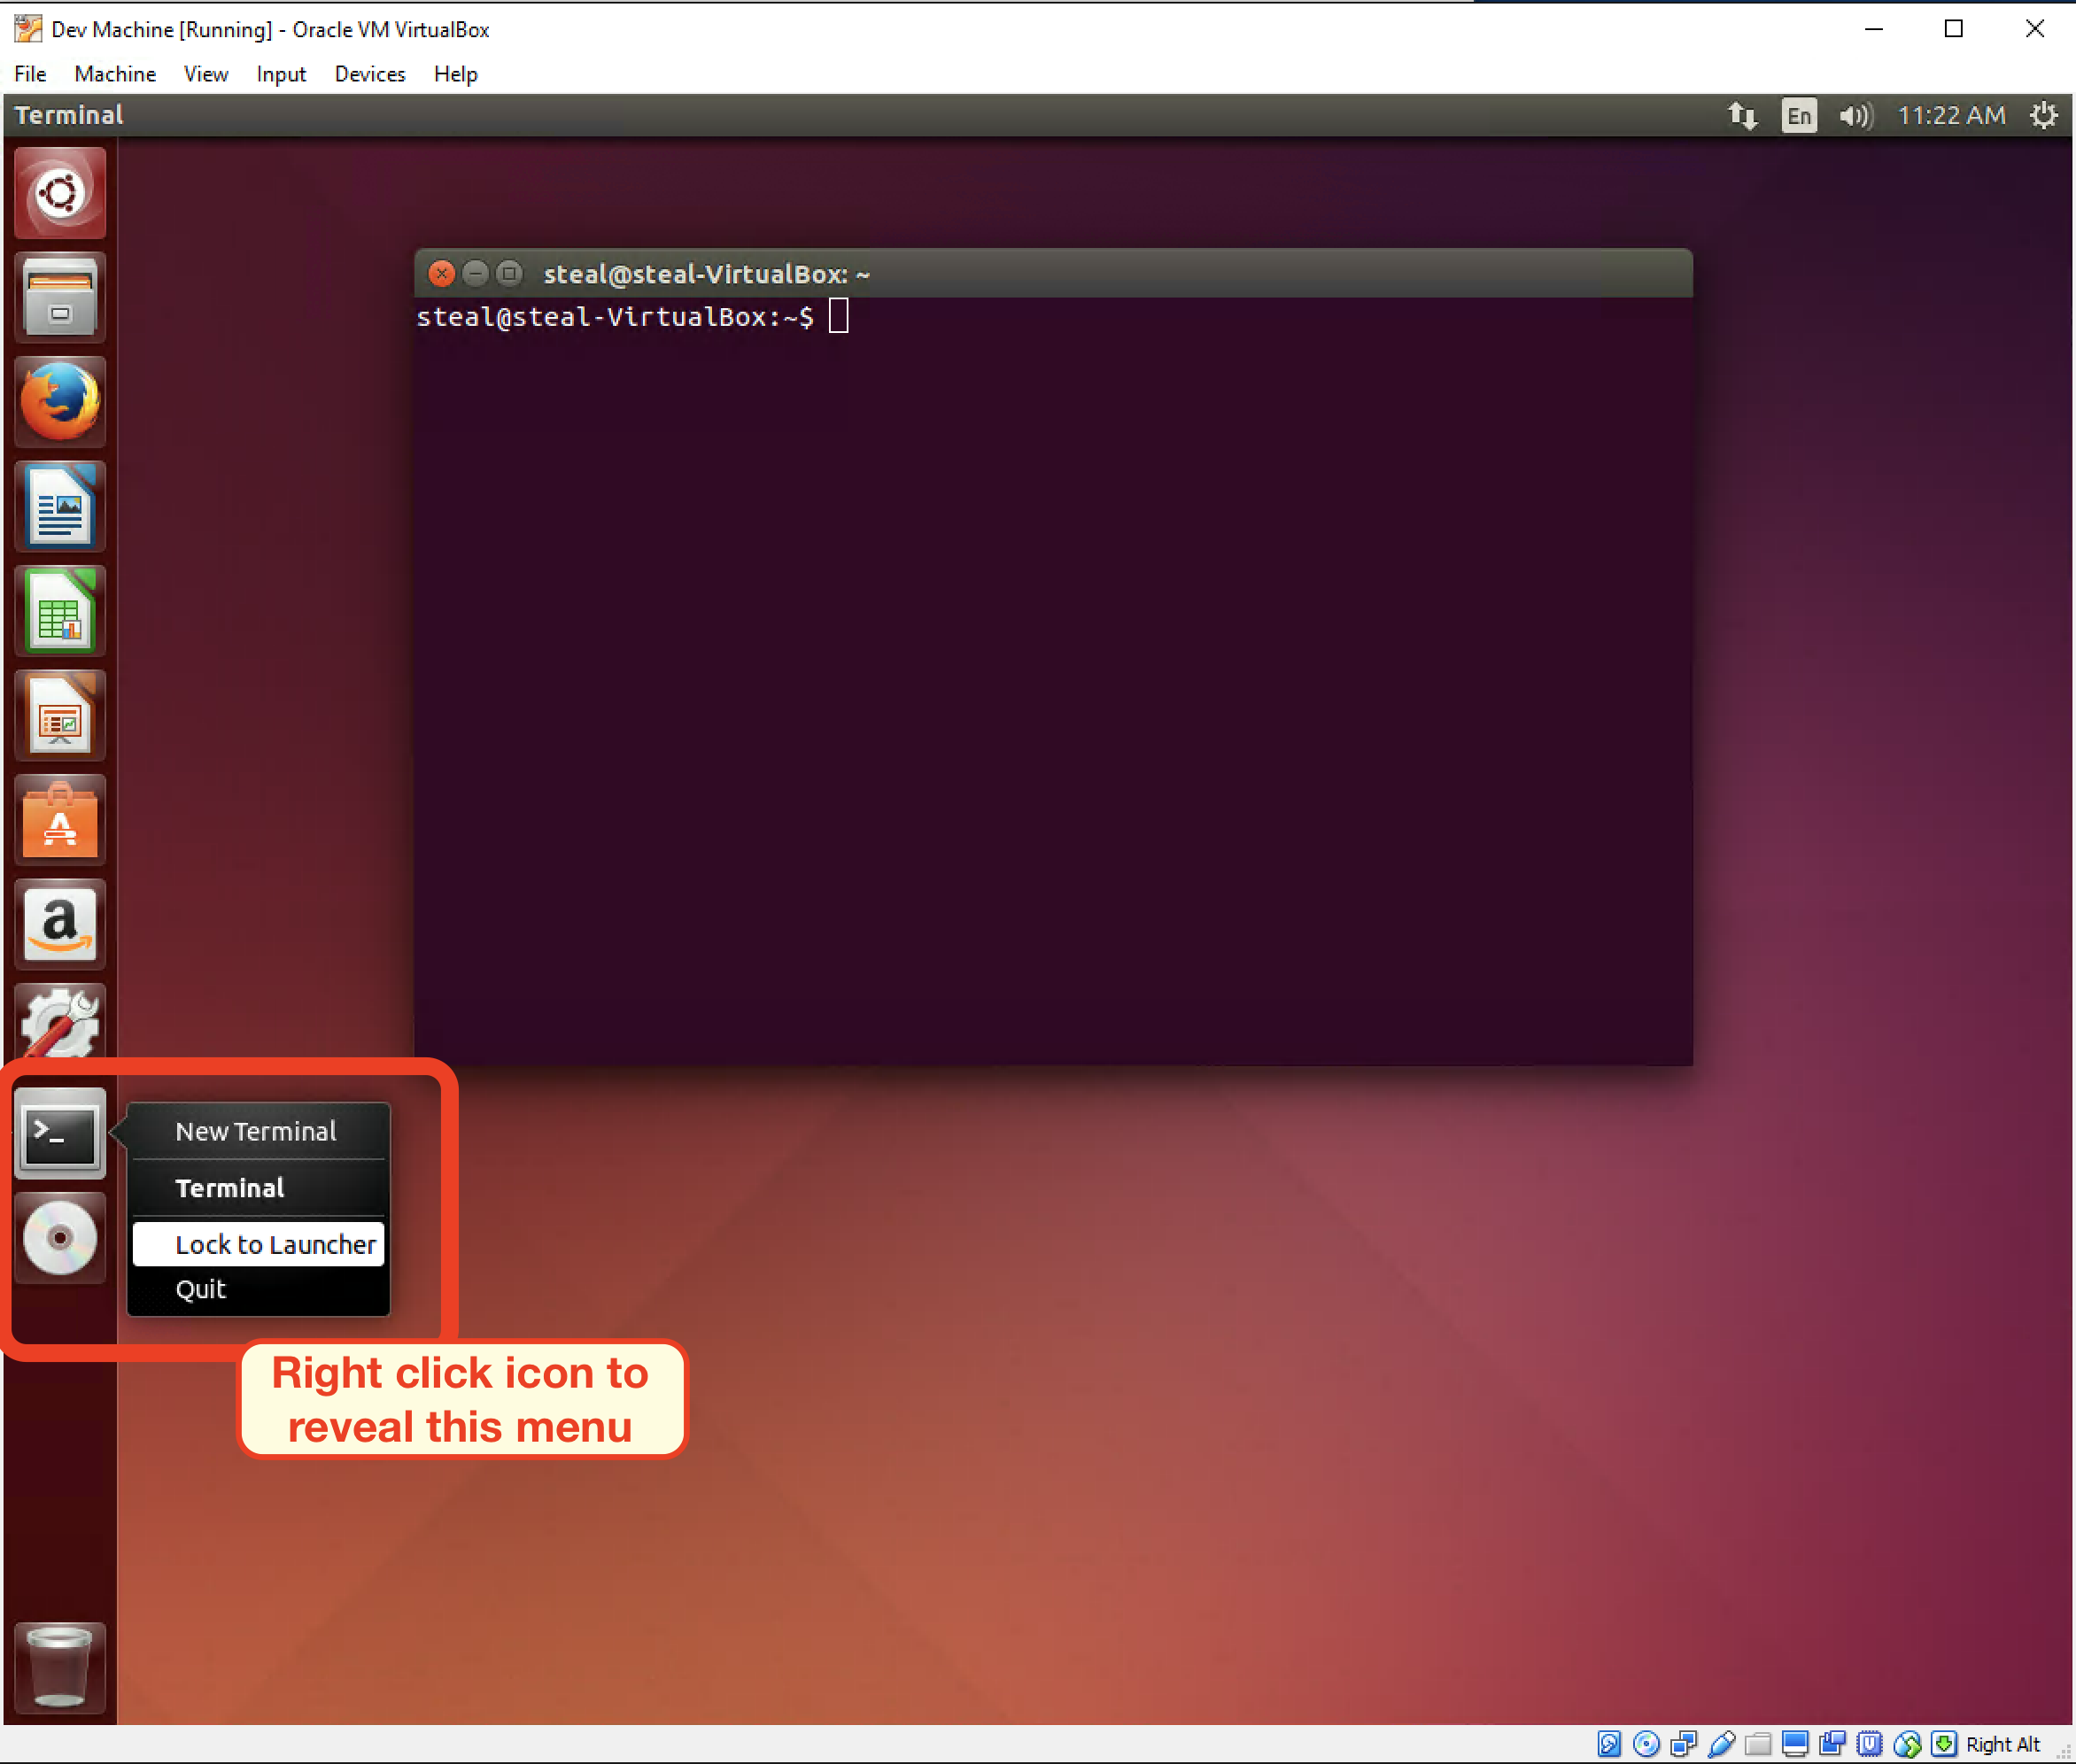 Dev Machine [Running] - Oracle VM VirtualBox
File Machine View Input Devices Help
Terminal En 11:22 AM
steal@steal-VirtualBox: ~
steal@steal-VirtualBox:~$
A
a
>_
New Terminal
Terminal
Lock to Launcher
Quit
Right click icon to
reveal this menu
Right Alt